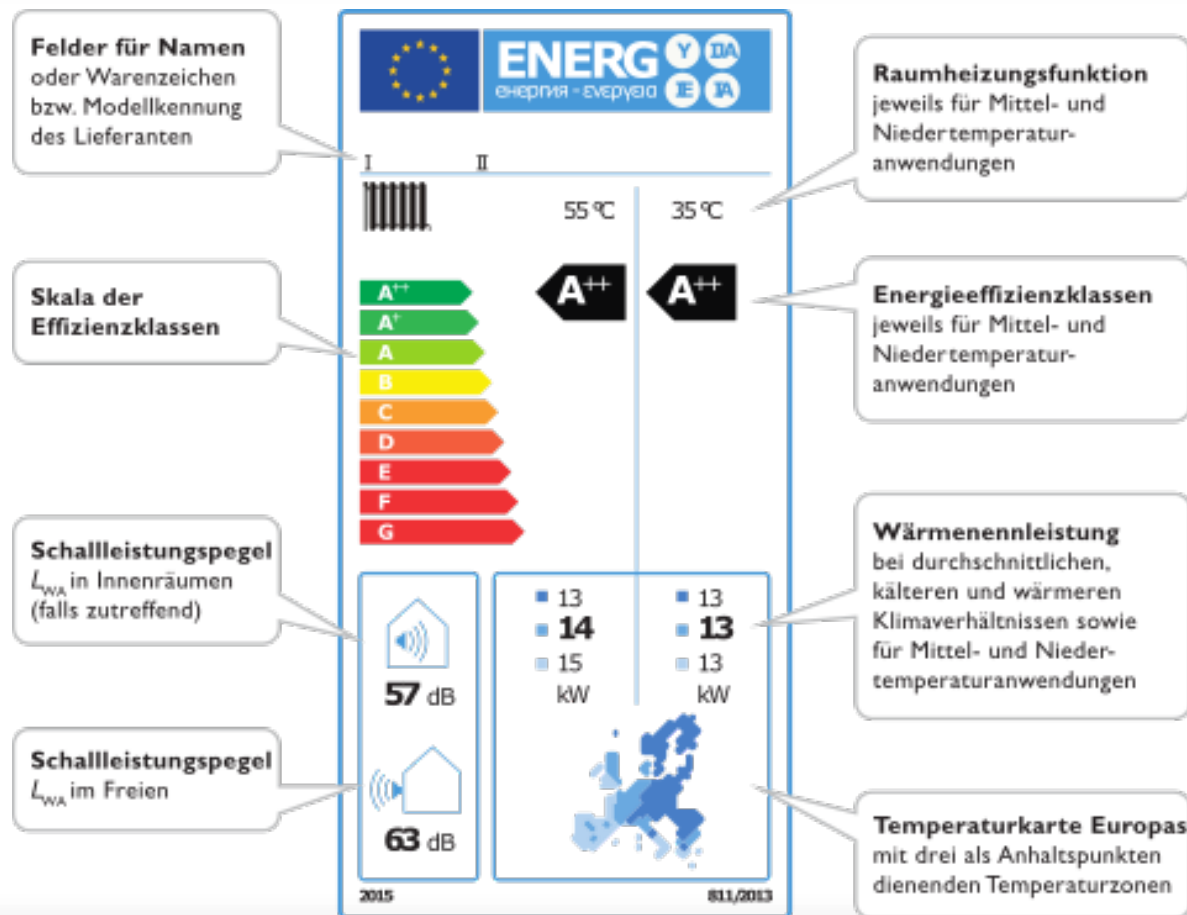 Felder für Namen
oder Warenzeichen
bzw. Modellkennung
des Lieferanten
Skala der
Effizienzklassen
Schallleistungspegel
LWA in Innenräumen
(falls zutreffend)
Schallleistungspegel
LWA im Freien
ENERG Y IJA
енергия - ενεργεια IE IA
I II
55 °C 35 °C
A++ A++
A++
A+
A
B
C
D
E
F
G
57 dB
63 dB
13 13
14 13
15 13
kW kW
2015 811/2013
Raumheizungsfunktion
jeweils für Mittel- und
Niedertemperatur-
anwendungen
Energieeffizienzklassen
jeweils für Mittel- und
Niedertemperatur-
anwendungen
Wärmenennleistung
bei durchschnittlichen,
kälteren und wärmeren
Klimaverhältnissen sowie
für Mittel- und Nieder-
temperaturanwendungen
Temperaturkarte Europas
mit drei als Anhaltspunkten
dienenden Temperaturzonen